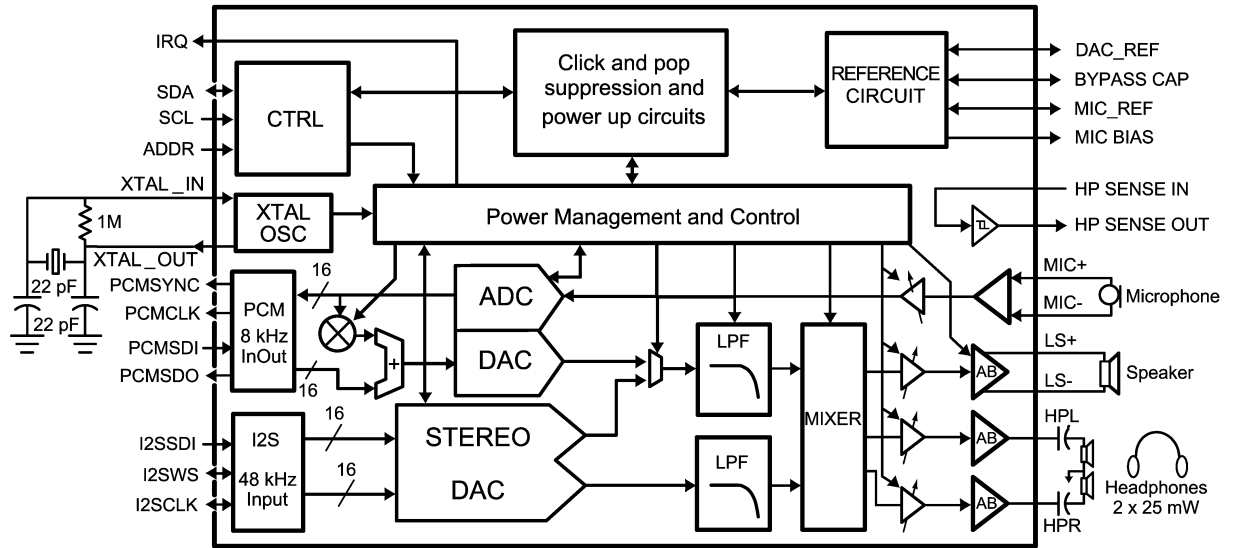 IRQ
SDA
SCL
ADDR
CTRL
Click and pop
suppression and
power up circuits
REFERENCE
CIRCUIT
DAC_REF
BYPASS CAP
MIC_REF
MIC BIAS
XTAL_IN
1M
XTAL_OUT
22 pF
22 pF
XTAL
OSC
Power Management and Control
HP SENSE IN
HP SENSE OUT
PCMSYNC
PCMCLK
PCMSDI
PCMSDO
PCM
8 kHz
InOut
16
16
+
ADC
DAC
LPF
MIC+
MIC-
Microphone
LS+
LS-
AB
Speaker
I2SSDI
I2SWS
I2SCLK
I2S
48 kHz
Input
16
16
STEREO
DAC
LPF
MIXER
AB
AB
HPL
HPR
Headphones
2 x 25 mW